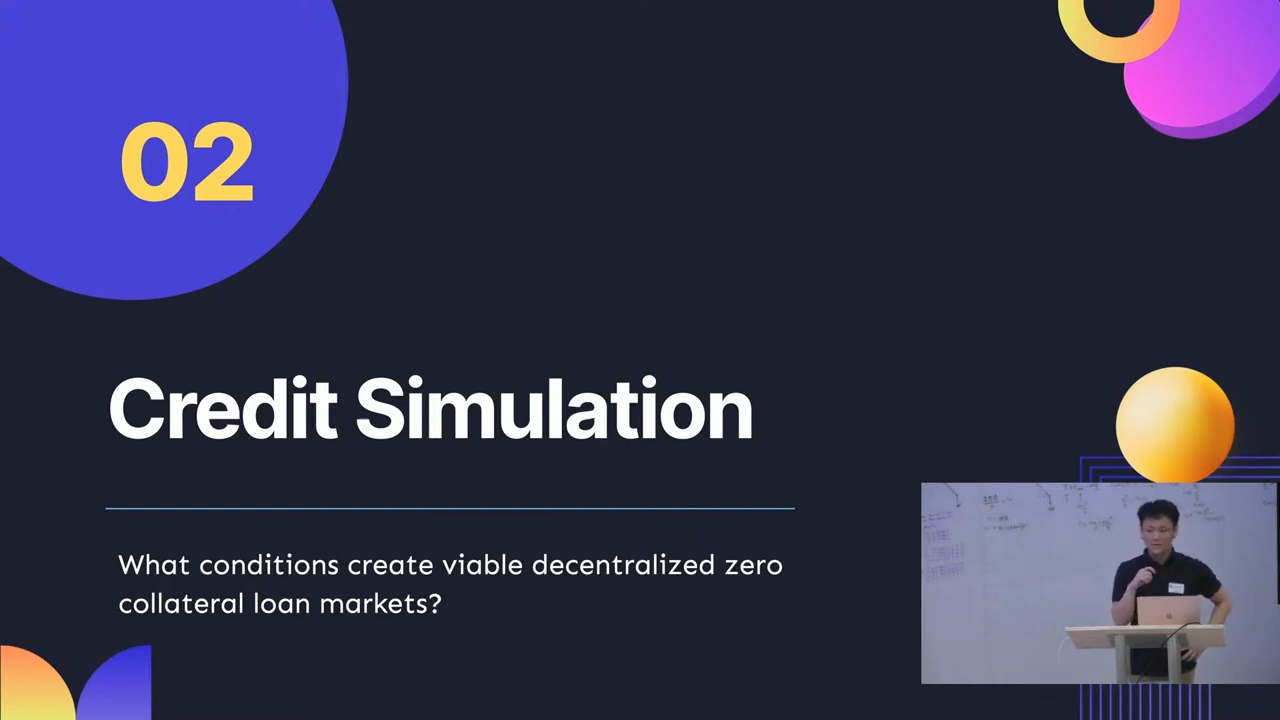 02
Credit Simulation
What conditions create viable decentralized zero
collateral loan markets?